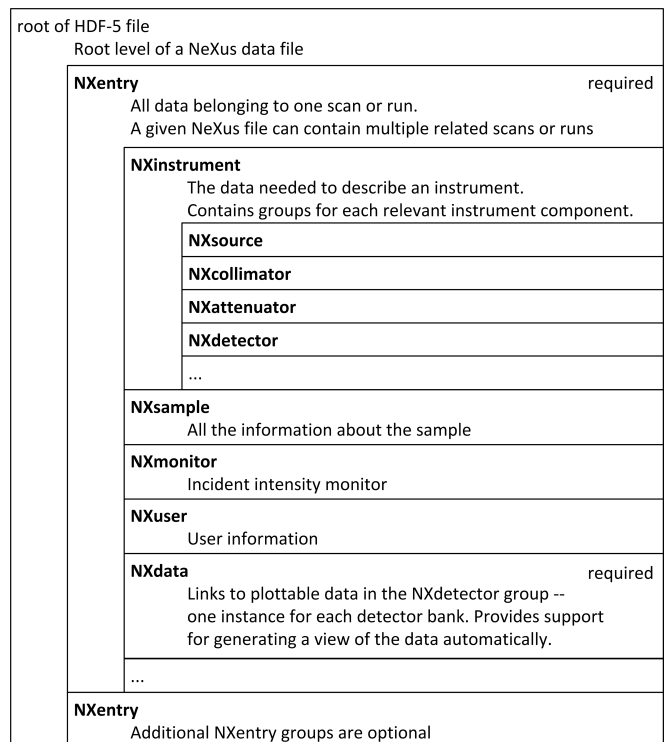 root of HDF-5 file
Root level of a NeXus data file
NXentry required
All data belonging to one scan or run.
A given NeXus file can contain multiple related scans or runs
NXinstrument
The data needed to describe an instrument.
Contains groups for each relevant instrument component.
NXsource
NXcollimator
NXattenuator
NXdetector
...
NXsample
All the information about the sample
NXmonitor
Incident intensity monitor
NXuser
User information
NXdata required
Links to plottable data in the NXdetector group --
one instance for each detector bank. Provides support
for generating a view of the data automatically.
...
NXentry
Additional NXentry groups are optional